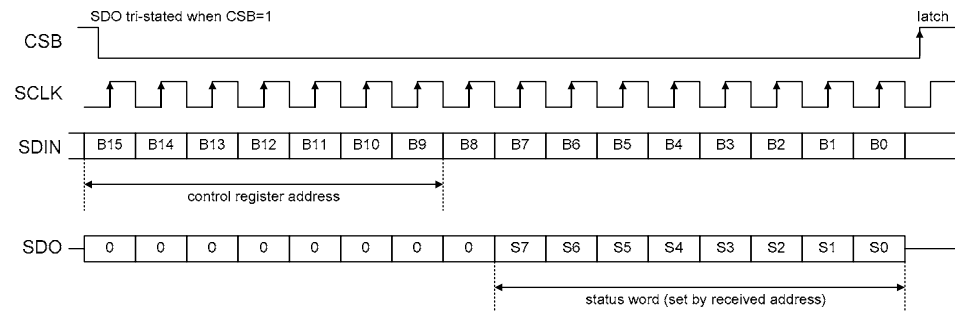 SDO tri-stated when CSB=1 latch
CSB
SCLK
SDIN B15 B14 B13 B12 B11 B10 B9 B8 B7 B6 B5 B4 B3 B2 B1 B0
control register address
SDO 0 0 0 0 0 0 0 0 S7 S6 S5 S4 S3 S2 S1 S0
status word (set by received address)